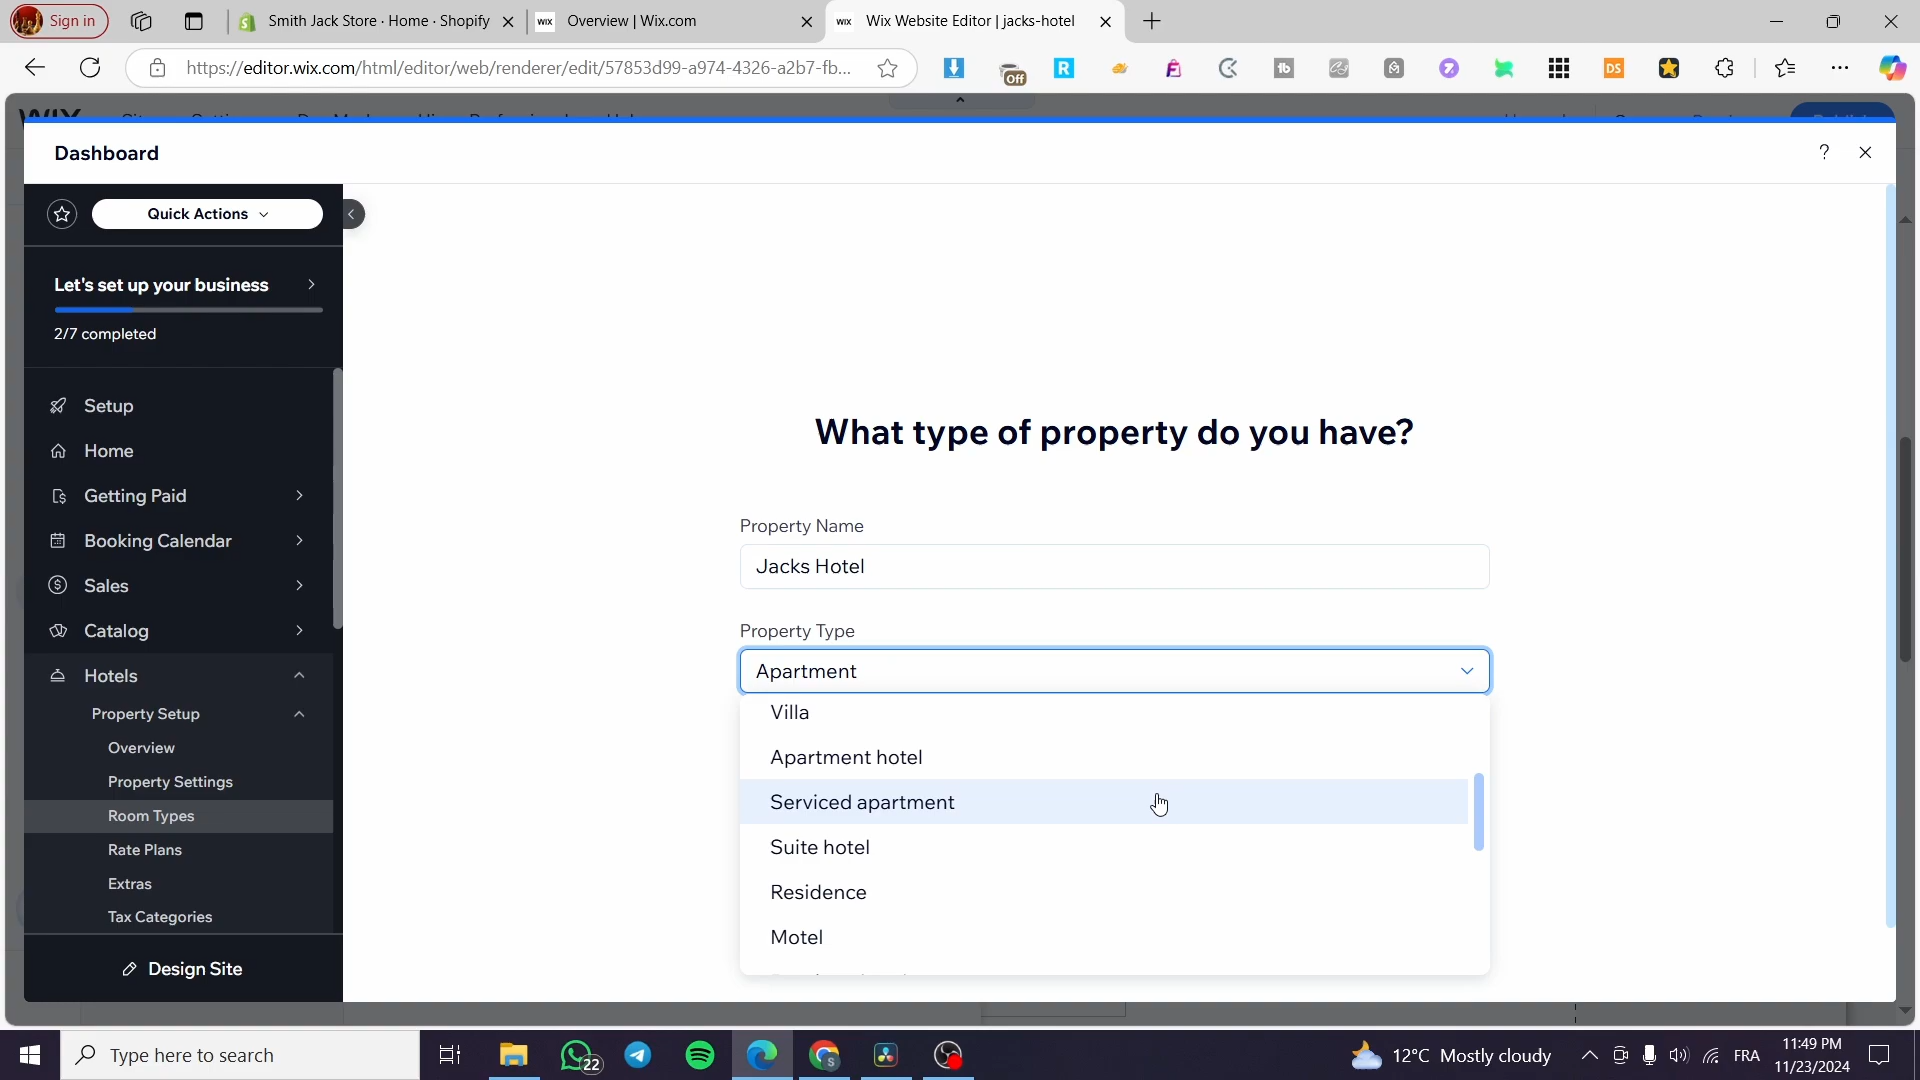 Sign in
Smith Jack Store · Home · Shopify
WIX
Overview | Wix.com
WIX
Wix Website Editor | jacks-hotel
https://editor.wix.com/html/editor/web/renderer/edit/57853d99-a974-4326-a2b7-fb...
Off
R
tb
DS
Dashboard
?
Quick Actions
Let's set up your business
2/7 completed
Setup
Home
Getting Paid
Booking Calendar
Sales
Catalog
Hotels
Property Setup
Overview
Property Settings
Room Types
Rate Plans
Extras
Tax Categories
Design Site
What type of property do you have?
Property Name
Jacks Hotel
Property Type
Apartment
Villa
Apartment hotel
Serviced apartment
Suite hotel
Residence
Motel
Type here to search
22
S
12°C Mostly cloudy
FRA
11:49 PM
11/23/2024